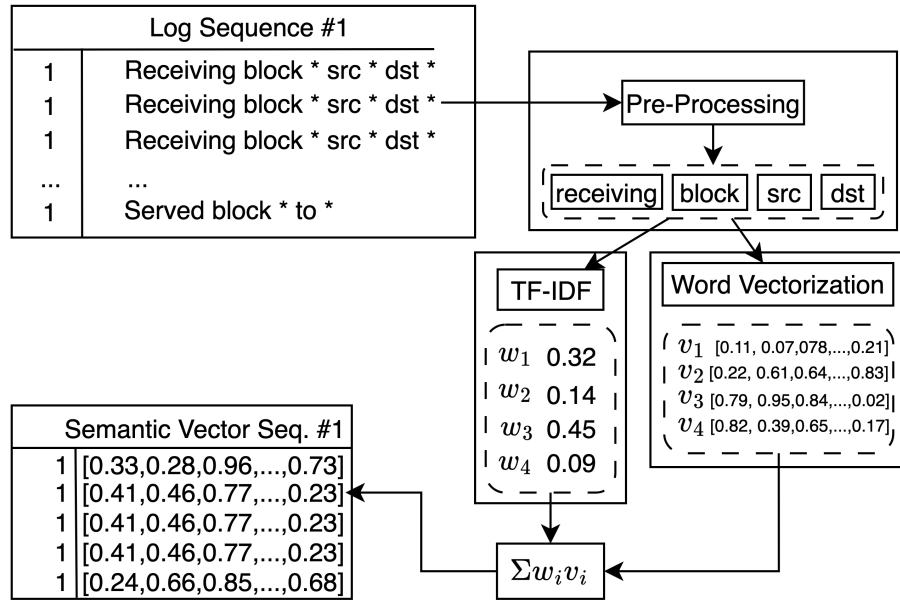 Log Sequence #1
1 Receiving block * src * dst *
1 Receiving block * src * dst *
1 Receiving block * src * dst *
... ...
1 Served block * to *
Pre-Processing
receiving block src dst
TF-IDF
w1 0.32
w2 0.14
w3 0.45
w4 0.09
Word Vectorization
v1 [0.11, 0.07,078,...,0.21]
v2 [0.22, 0.61,0.64,...,0.83]
v3 [0.79, 0.95,0.84,...,0.02]
v4 [0.82, 0.39,0.65,...,0.17]
Σwivi
Semantic Vector Seq. #1
1 [0.33,0.28,0.96,...,0.73]
1 [0.41,0.46,0.77,...,0.23]
1 [0.41,0.46,0.77,...,0.23]
1 [0.41,0.46,0.77,...,0.23]
1 [0.24,0.66,0.85,...,0.68]